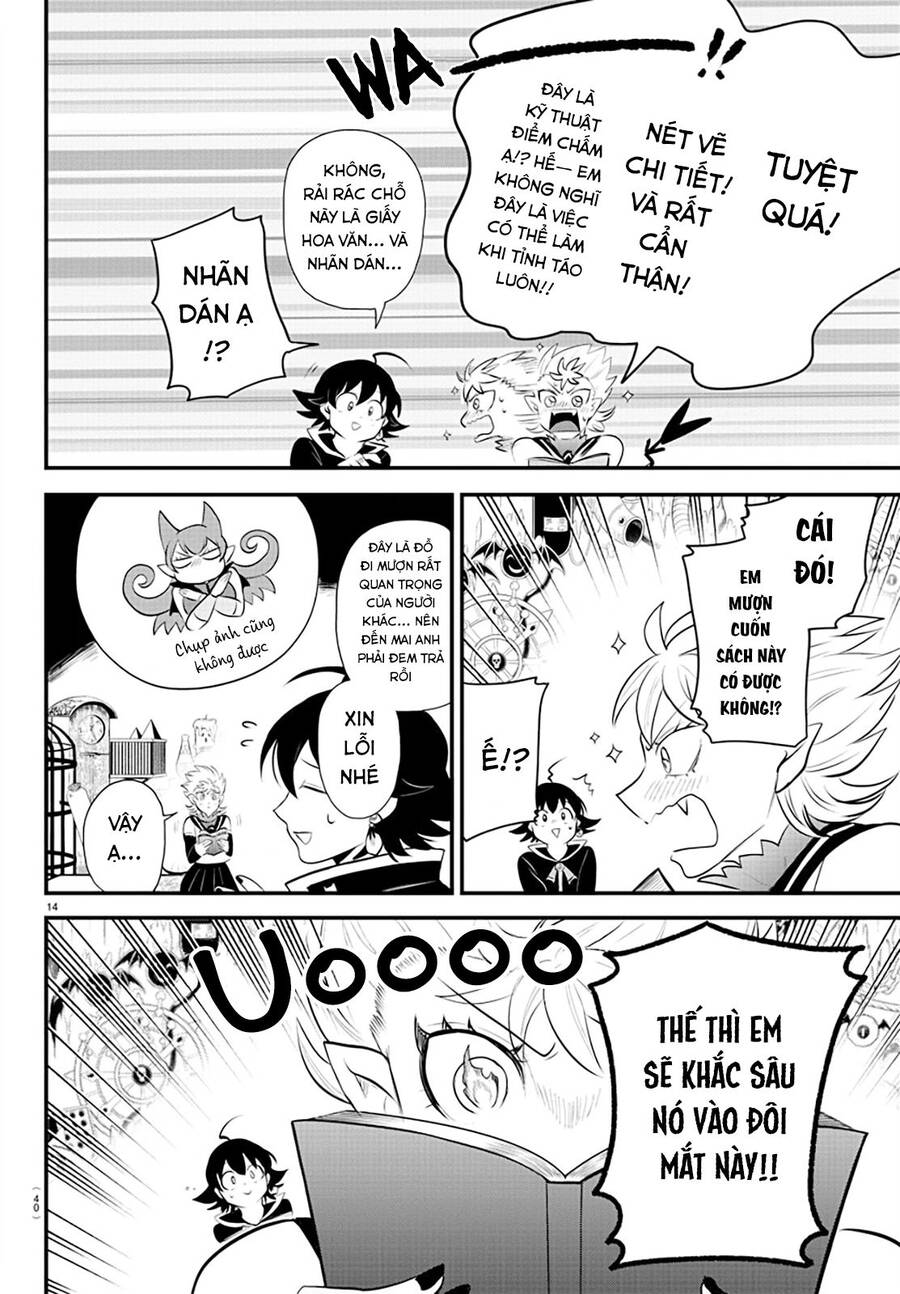 TUYỆT
QUÁ!
NÉT VẼ
CHI TIẾT!
VÀ RẤT
CẨN
THẬN!
ĐÂY LÀ
KỸ THUẬT
ĐIỂM CHẤM
Ạ!? HẾ— EM
KHÔNG NGHĨ
ĐÂY LÀ VIỆC
CÓ THỂ LÀM
KHI TỈNH TÁO
LUÔN!!
WA—!!
KHÔNG,
RẢI RÁC CHỖ
NÀY LÀ GIẤY
HOA VĂN... VÀ
NHÃN DÁN...
NHÃN
DÁN Ạ
!?
CÁI
ĐÓ!
EM
MƯỢN
CUỐN
SÁCH NÀY
CÓ ĐƯỢC
KHÔNG!?
Ế!?
ĐÂY LÀ ĐỒ
ĐI MƯỢN RẤT
QUAN TRỌNG
CỦA NGƯỜI
KHÁC... NÊN
ĐẾN MAI ANH
PHẢI ĐEM TRẢ
RỒI
XIN
LỖI
NHÉ
Chụp ảnh cũng
không được
VẬY
Ạ...
14
UOOOO
THẾ THÌ EM
SẼ KHẮC SÂU
NÓ VÀO ĐÔI
MẮT NÀY!!
(40)